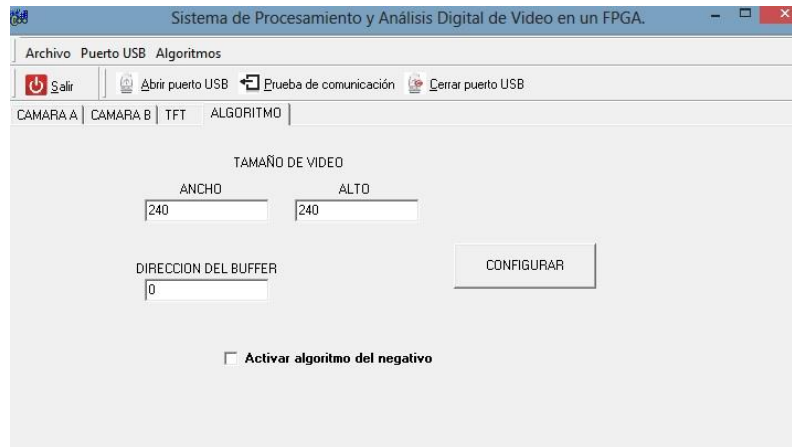 Sistema de Procesamiento y Análisis Digital de Video en un FPGA.
Archivo Puerto USB Algoritmos
Salir Abrir puerto USB Prueba de comunicación Cerrar puerto USB
CAMARA A CAMARA B TFT ALGORITMO
TAMAÑO DE VIDEO
ANCHO ALTO
240 240
DIRECCION DEL BUFFER CONFIGURAR
0
Activar algoritmo del negativo